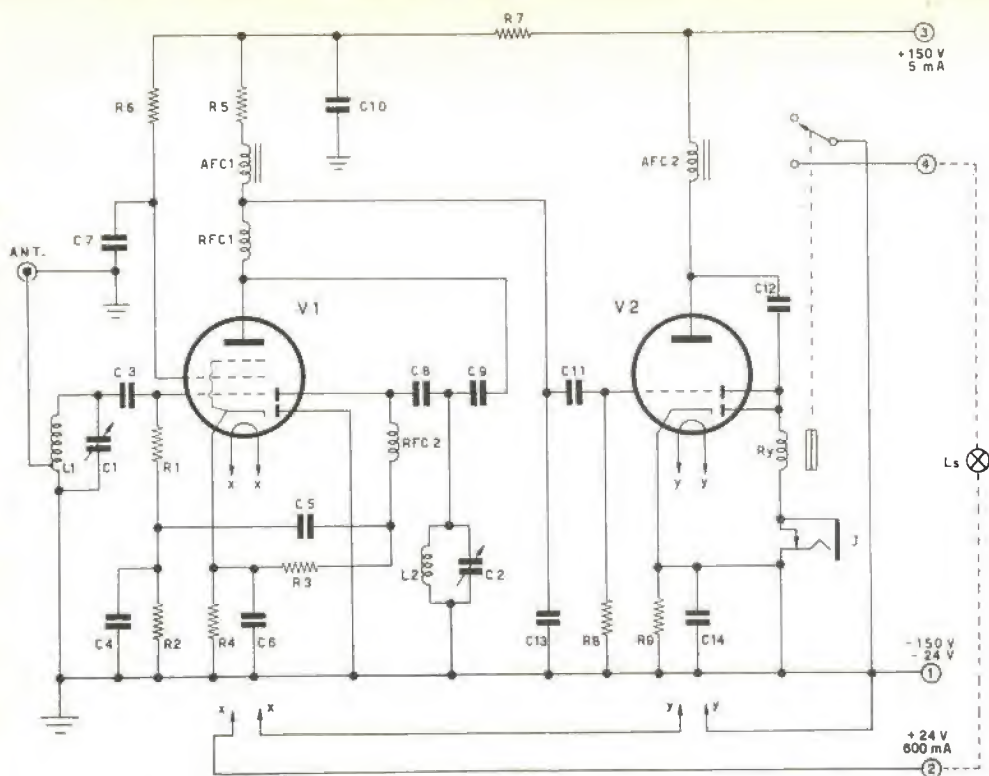 R7
3
+150 V
5 mA
R6
R5
C10
AFC1
AFC2
4
C7
RFC1
ANT.
V1
V2
C12
C3
C8
C9
C11
L1
C1
R1
RFC2
Ry
Ls
x
x
y
y
C5
J
R3
L2
C2
C4
R2
R4
C6
C13
R8
R9
C14
-150 V
-24 V
1
x
x
y
y
+24 V
600 mA
2